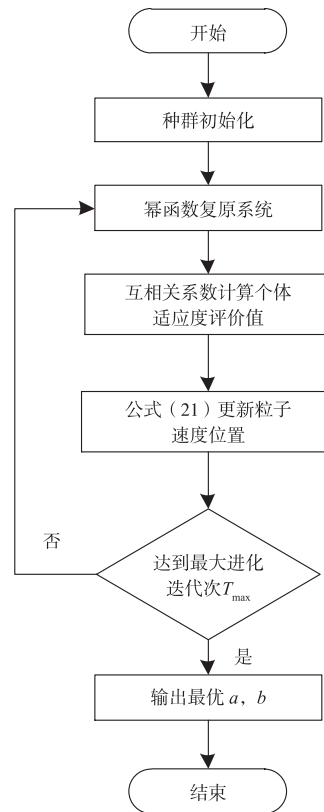 开始
种群初始化
幂函数复原系统
互相关系数计算个体
适应度评价值
公式（21）更新粒子
速度位置
否
达到最大进化
迭代次T_max
是
输出最优 a，b
结束